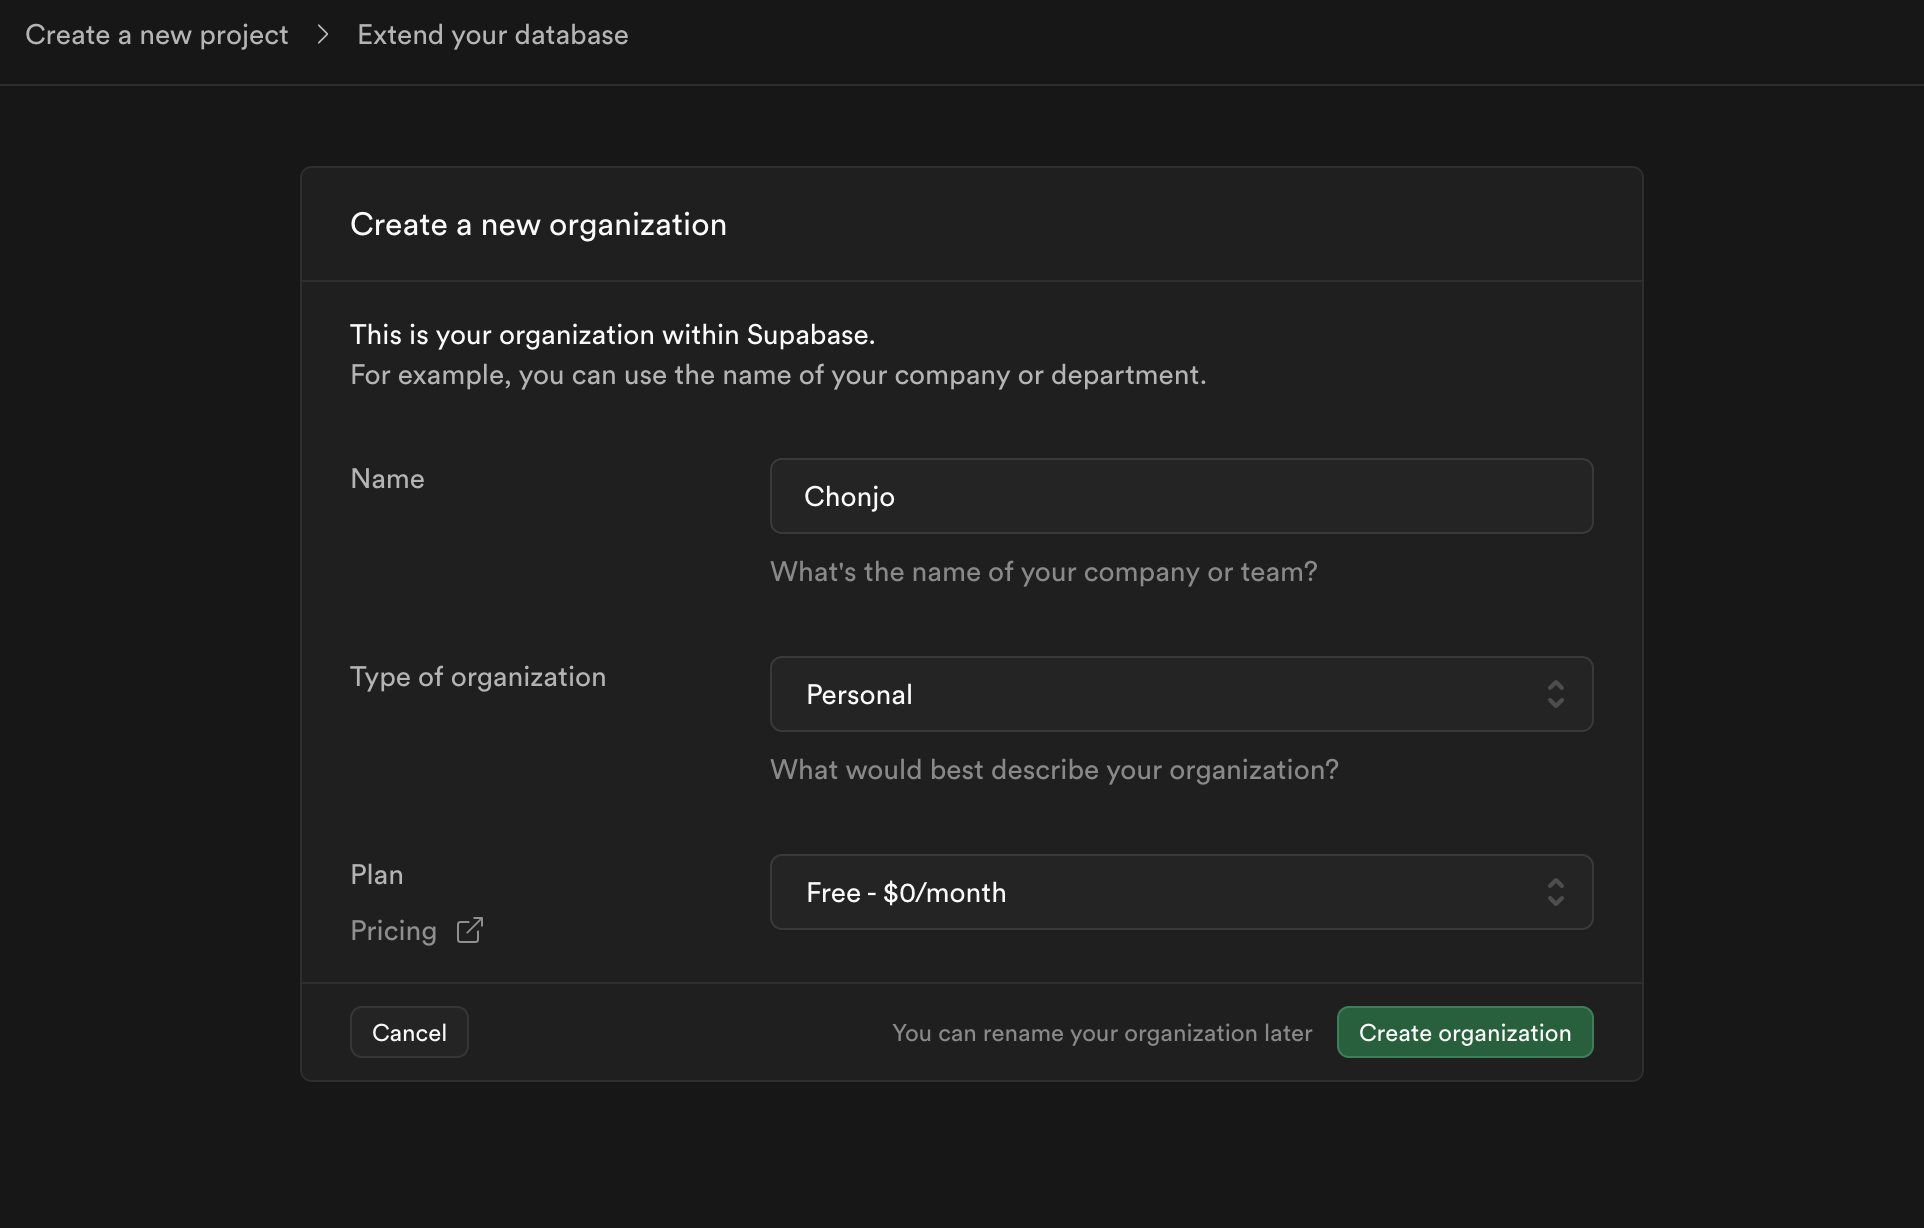 Create a new project > Extend your database
Create a new organization
This is your organization within Supabase.
For example, you can use the name of your company or department.
Name
Chonjo
What's the name of your company or team?
Type of organization
Personal
What would best describe your organization?
Plan
Free - $0/month
Pricing
Cancel
You can rename your organization later
Create organization